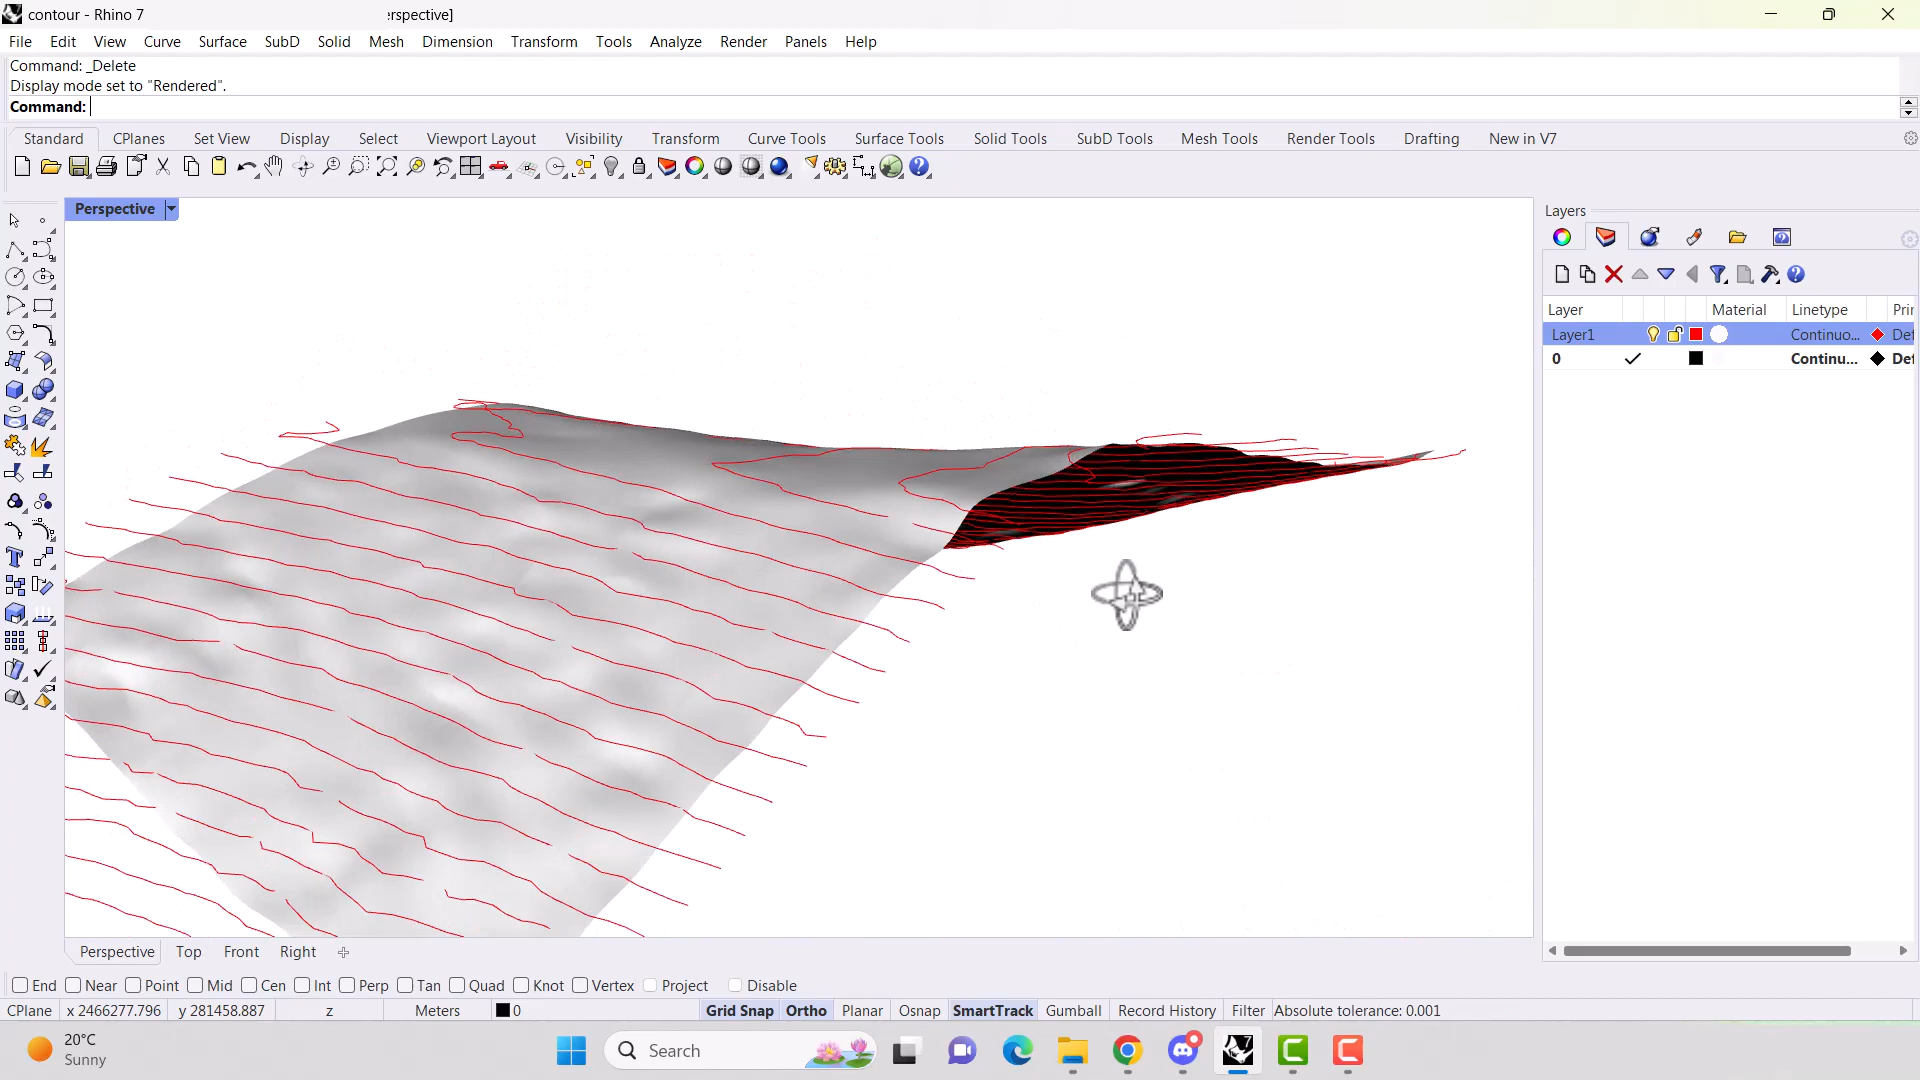 contour - Rhino 7
erspective]
File Edit View Curve Surface SubD Solid Mesh Dimension Transform Tools Analyze Render Panels Help
Command: _Delete
Display mode set to "Rendered".
Command:
Standard CPlanes Set View Display Select Viewport Layout Visibility Transform Curve Tools Surface Tools Solid Tools SubD Tools Mesh Tools Render Tools Drafting New in V7
Perspective
Layers
Layer Material Linetype Prir
Layer1 Continuo... Def
0 Continu... Def
Perspective Top Front Right
End Near Point Mid Cen Int Perp Tan Quad Knot Vertex Project Disable
CPlane x 2466277.796 y 281458.887 z Meters 0 Grid Snap Ortho Planar Osnap SmartTrack Gumball Record History Filter Absolute tolerance: 0.001
20°C
Sunny
Search